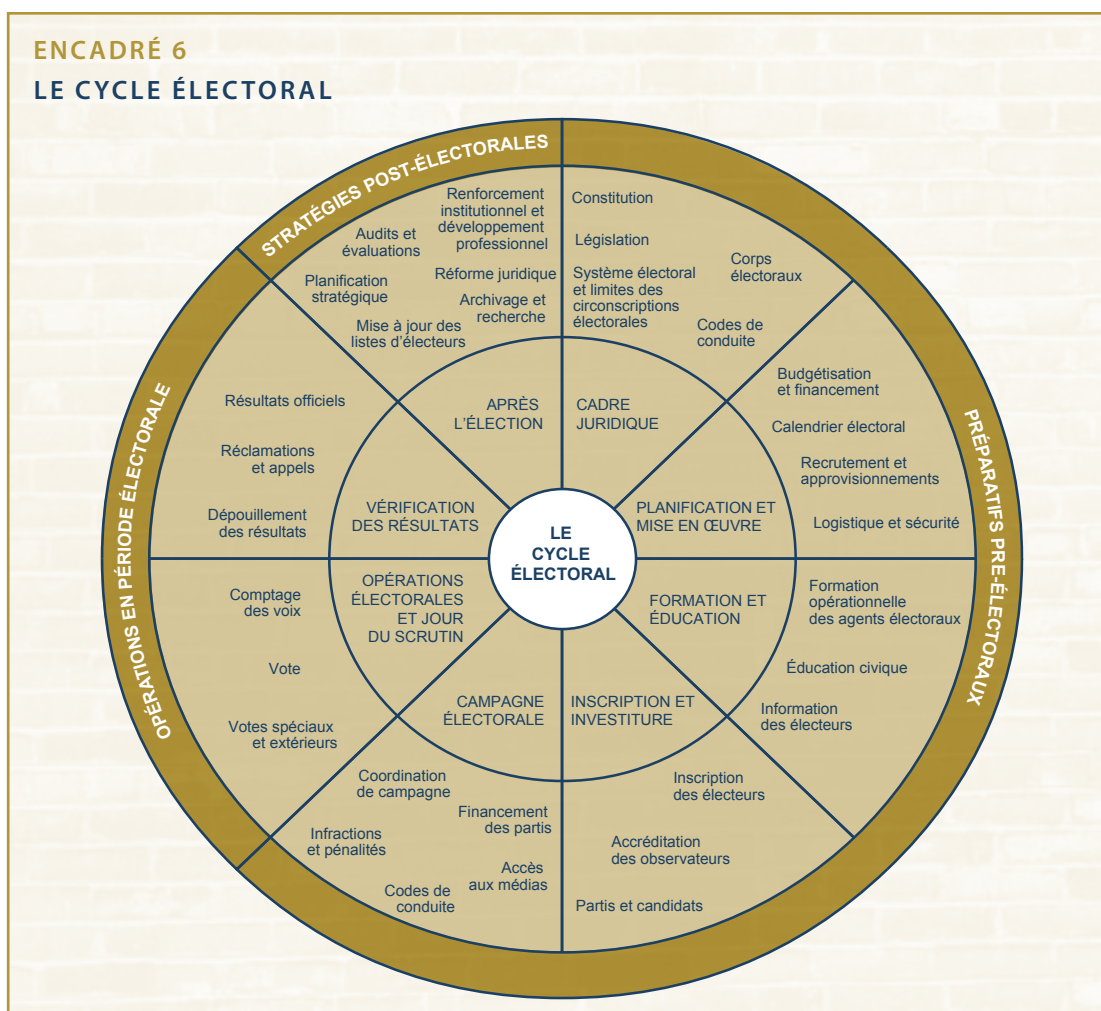 ENCADRÉ 6
LE CYCLE ÉLECTORAL
STRATÉGIES POST-ÉLECTORALES
PRÉPARATIFS PRE-ÉLECTORAUX
OPÉRATIONS EN PÉRIODE ÉLECTORALE
LE
CYCLE
ÉLECTORAL
CADRE
JURIDIQUE
Constitution
Législation
Système électoral
et limites des
circonscriptions
électorales
Corps
électoraux
Codes de
conduite
PLANIFICATION ET
MISE EN ŒUVRE
Budgétisation
et financement
Calendrier électoral
Recrutement et
approvisionnements
Logistique et sécurité
FORMATION ET
ÉDUCATION
Formation
opérationnelle
des agents électoraux
Éducation civique
Information
des électeurs
INSCRIPTION ET
INVESTITURE
Inscription
des électeurs
Accréditation
des observateurs
Partis et candidats
CAMPAGNE
ÉLECTORALE
Coordination
de campagne
Financement
des partis
Infractions
et pénalités
Accès
aux médias
Codes de
conduite
OPÉRATIONS
ÉLECTORALES
ET JOUR
DU SCRUTIN
Comptage
des voix
Vote
Votes spéciaux
et extérieurs
VÉRIFICATION
DES RÉSULTATS
Résultats officiels
Réclamations
et appels
Dépouillement
des résultats
APRÈS
L'ÉLECTION
Renforcement
institutionnel et
développement
professionnel
Audits et
évaluations
Réforme juridique
Planification
stratégique
Archivage et
recherche
Mise à jour des
listes d'électeurs